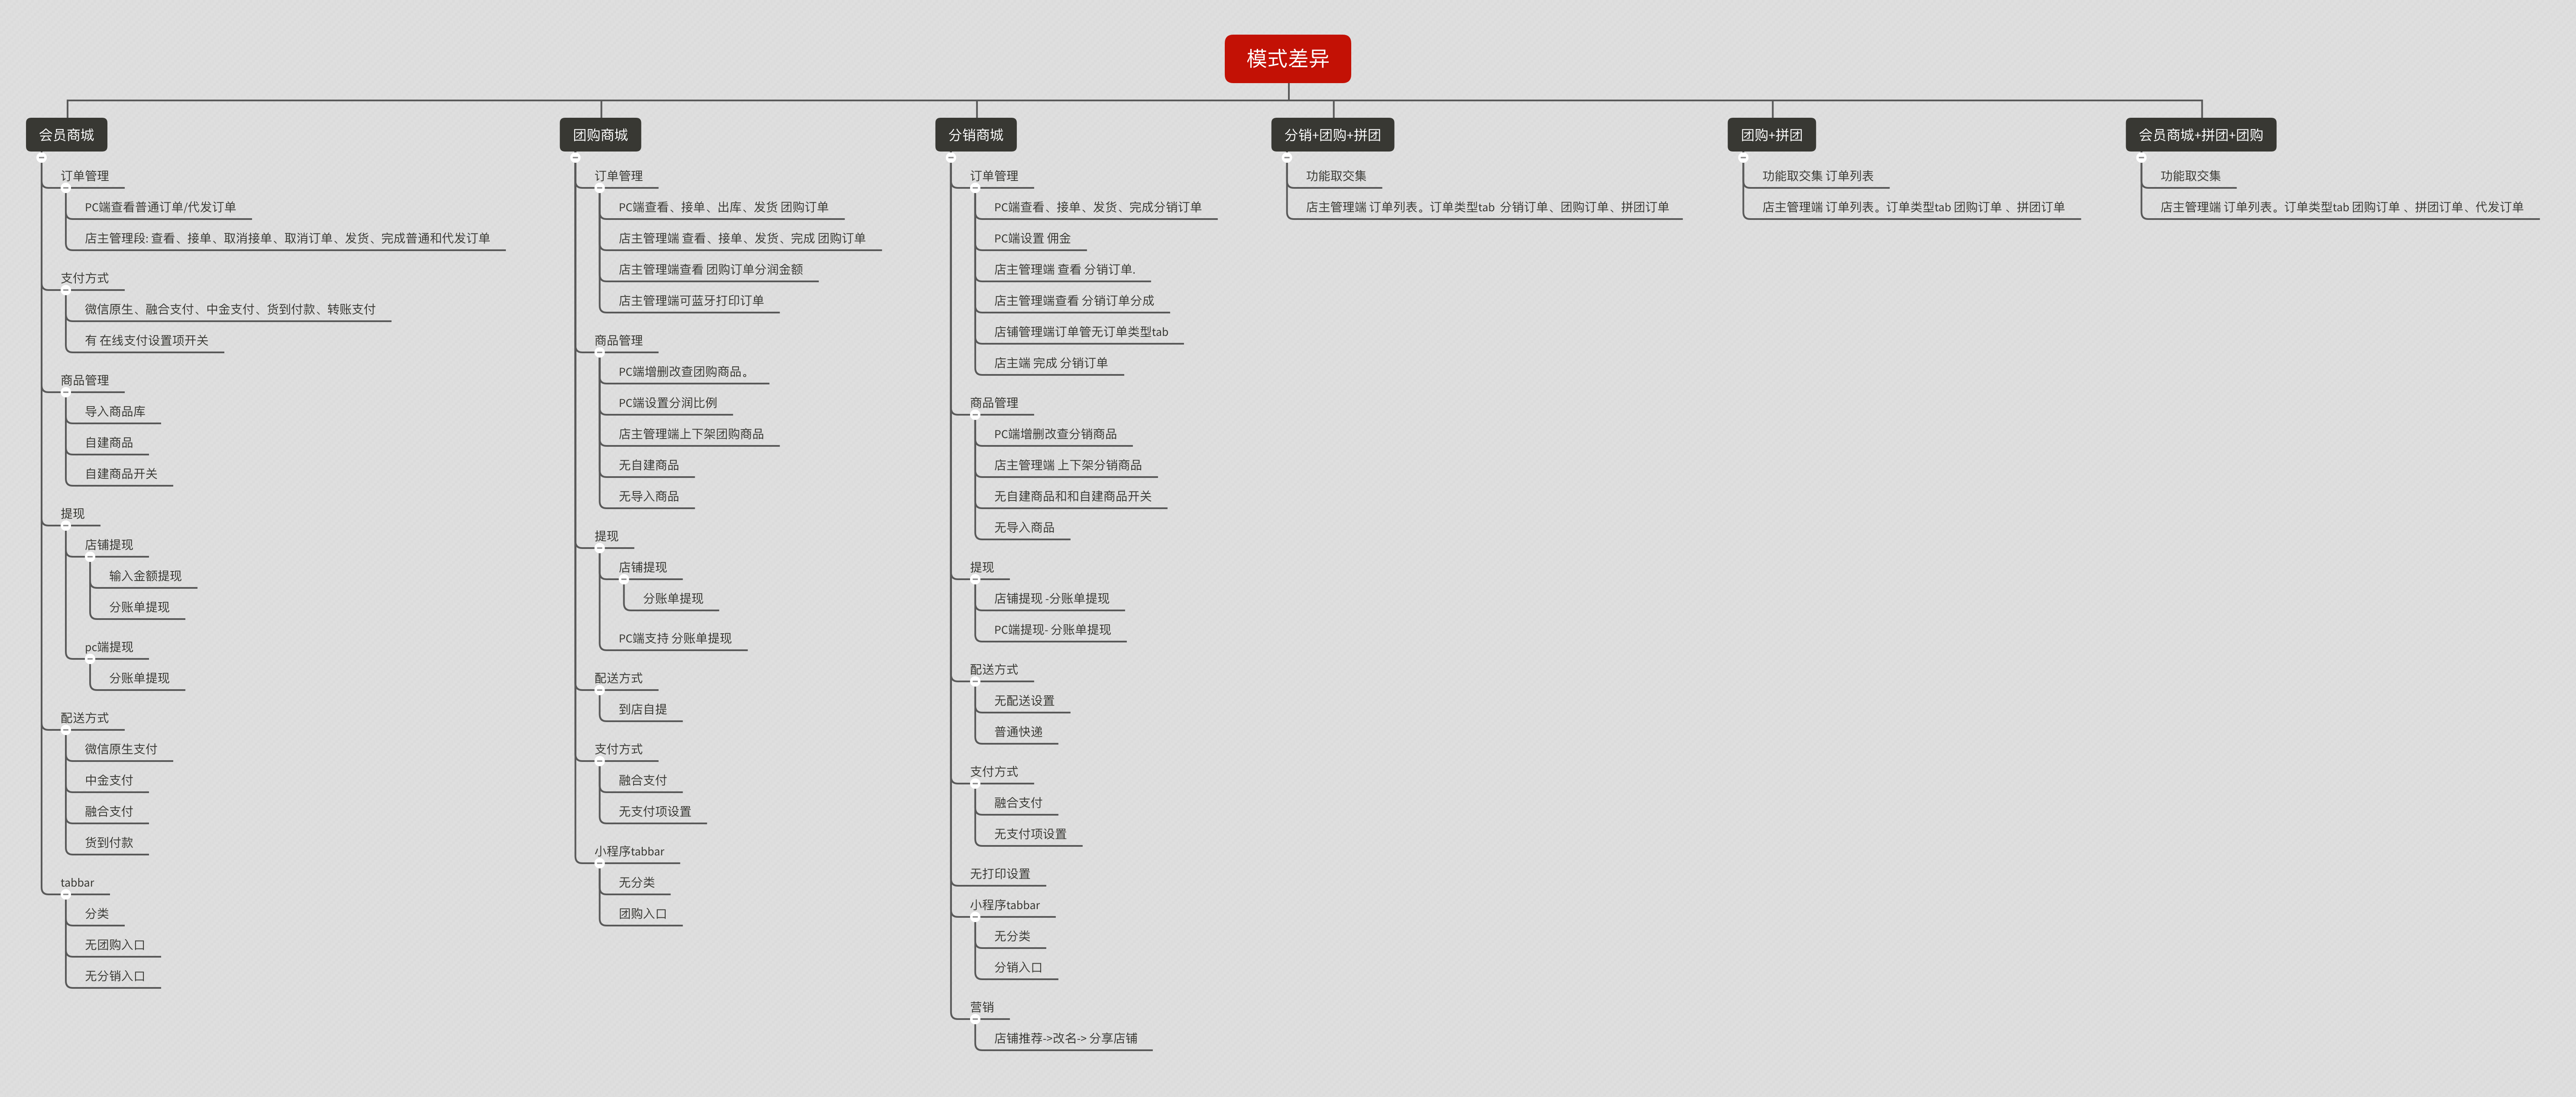 模式差异
会员商城
订单管理
PC端查看普通订单/代发订单
店主管理段: 查看、接单、取消接单、取消订单、发货、完成普通和代发订单
支付方式
微信原生、融合支付、中金支付、货到付款、转账支付
有 在线支付设置项开关
商品管理
导入商品库
自建商品
自建商品开关
提现
店铺提现
输入金额提现
分账单提现
pc端提现
分账单提现
配送方式
微信原生支付
中金支付
融合支付
货到付款
tabbar
分类
无团购入口
无分销入口
团购商城
订单管理
PC端查看、接单、出库、发货 团购订单
店主管理端 查看、接单、发货、完成 团购订单
店主管理端查看 团购订单分润金额
店主管理端可蓝牙打印订单
商品管理
PC端增删改查团购商品。
PC端设置分润比例
店主管理端上下架团购商品
无自建商品
无导入商品
提现
店铺提现
分账单提现
PC端支持 分账单提现
配送方式
到店自提
支付方式
融合支付
无支付项设置
小程序tabbar
无分类
团购入口
分销商城
订单管理
PC端查看、接单、发货、完成分销订单
PC端设置 佣金
店主管理端 查看 分销订单.
店主管理端查看 分销订单分成
店铺管理端订单管无订单类型tab
店主端 完成 分销订单
商品管理
PC端增删改查分销商品
店主管理端 上下架分销商品
无自建商品和和自建商品开关
无导入商品
提现
店铺提现 -分账单提现
PC端提现- 分账单提现
配送方式
无配送设置
普通快递
支付方式
融合支付
无支付项设置
无打印设置
小程序tabbar
无分类
分销入口
营销
店铺推荐->改名-> 分享店铺
分销+团购+拼团
功能取交集
店主管理端 订单列表。订单类型tab 分销订单、团购订单、拼团订单
团购+拼团
功能取交集 订单列表
店主管理端 订单列表。订单类型tab 团购订单 、拼团订单
会员商城+拼团+团购
功能取交集
店主管理端 订单列表。订单类型tab 团购订单 、拼团订单、代发订单